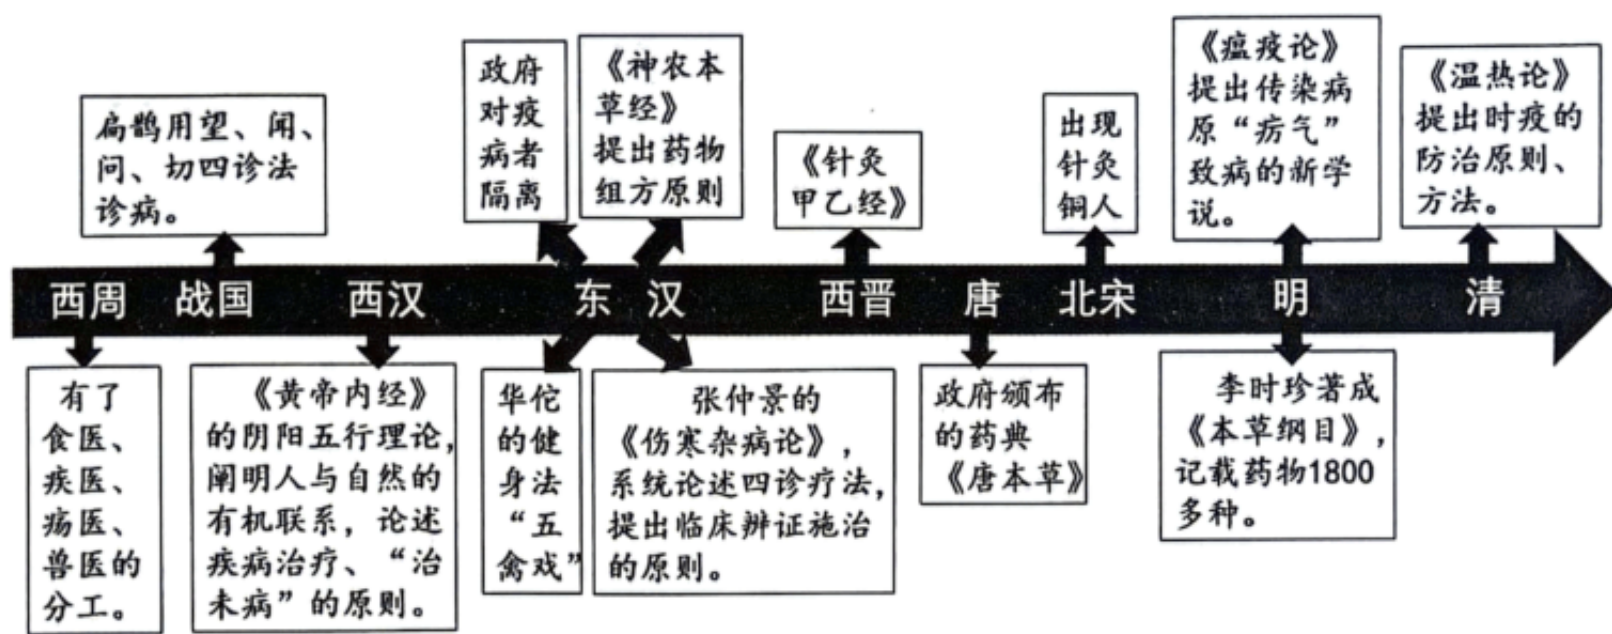 扁鹊用望、闻、
问、切四诊法
诊病。
政府
对疫
病者
隔离
《神农本
草经》
提出药物
组方原则
《针灸
甲乙经》
出现
针灸
铜人
《瘟疫论》
提出传染病
原“疠气”
致病的新学
说。
《温热论》
提出时疫的
防治原则、
方法。
西周 战国 西汉 东 汉 西晋 唐 北宋 明 清
有了
食医、
疾医、
疡医、
兽医的
分工。
《黄帝内经》
的阴阳五行理论，
阐明人与自然的
有机联系，论述
疾病治疗、“治
未病”的原则。
华佗
的健
身法
“五
禽戏”
张仲景的
《伤寒杂病论》，
系统论述四诊疗法，
提出临床辨证施治
的原则。
政府颁布
的药典
《唐本草》
李时珍著成
《本草纲目》，
记载药物1800
多种。